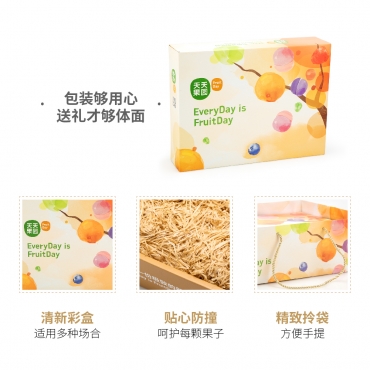 包装够用心
送礼才够体面
天天
果园
EveryDay is
FruitDay
天天
果园
EveryDay is
FruitDay
清新彩盒
适用多种场合
贴心防撞
呵护每颗果子
精致拎袋
方便手提